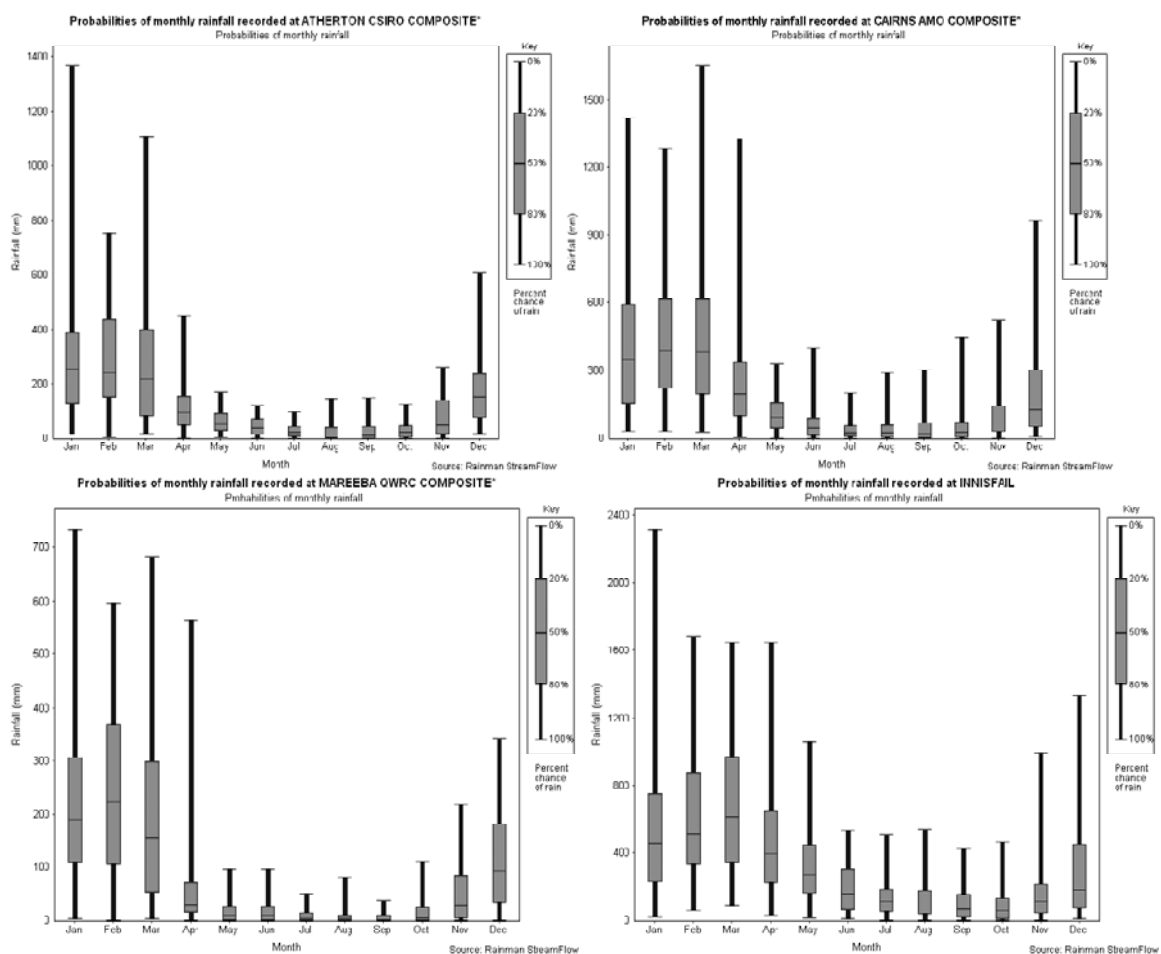 Probabilities of monthly rainfall recorded at ATHERTON CSIRO COMPOSITE*
Probabilities of monthly rainfall
Key
0%
20%
50%
80%
100%
Percent
chance
of rain
Rainfall (mm)
1400
1200
1000
800
600
400
200
0
Jan Feb Mar Apr May Jun Jul Aug Sep Oct Nov Dec
Month
Source: Rainman StreamFlow
Probabilities of monthly rainfall recorded at CAIRNS AMO COMPOSITE*
Probabilities of monthly rainfall
Key
0%
20%
50%
80%
100%
Percent
chance
of rain
Rainfall (mm)
1500
1200
900
600
300
0
Jan Feb Mar Apr May Jun Jul Aug Sep Oct Nov Dec
Month
Source: Rainman StreamFlow
Probabilities of monthly rainfall recorded at MAREEBA QWRC COMPOSITE*
Probabilities of monthly rainfall
Key
0%
20%
50%
80%
100%
Percent
chance
of rain
Rainfall (mm)
700
600
500
400
300
200
100
0
Jan Feb Mar Apr May Jun Jul Aug Sep Oct Nov Dec
Month
Source: Rainman StreamFlow
Probabilities of monthly rainfall recorded at INNISFAIL
Probabilities of monthly rainfall
Key
0%
20%
50%
80%
100%
Percent
chance
of rain
Rainfall (mm)
2400
2000
1600
1200
800
400
0
Jan Feb Mar Apr May Jun Jul Aug Sep Oct Nov Dec
Month
Source: Rainman StreamFlow